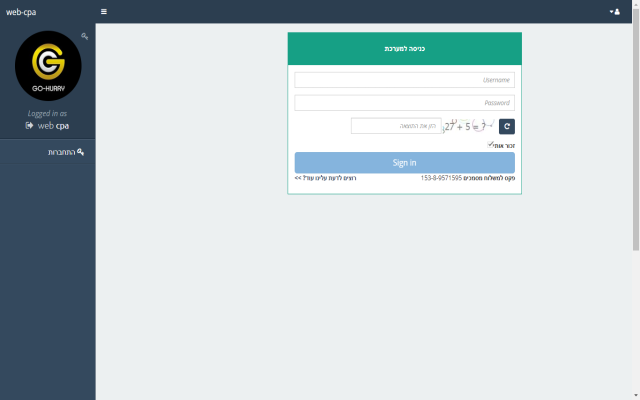 web-cpa
GO-HURRY
Logged in as
web cpa
התחברות
כניסה למערכת
Username
Password
הזן את התוצאה
27 + 5 = ?
זכור אותי
Sign in
פקס למשלוח מסמכים 153-8-9571595
רוצים לדעת עלינו עוד? >>